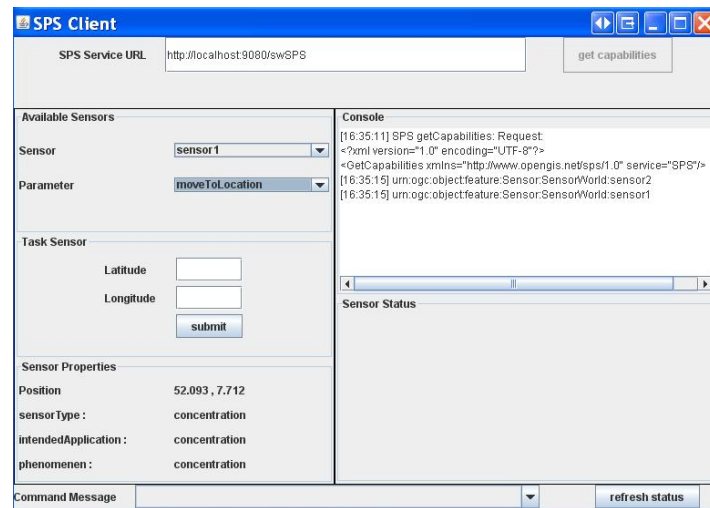 SPS Client
SPS Service URL http://localhost:9080/swSPS get capabilities
Available Sensors
Sensor sensor1
Parameter moveToLocation
Task Sensor
Latitude
Longitude
submit
Sensor Properties
Position 52.093 , 7.712
sensorType : concentration
intendedApplication : concentration
phenomenen : concentration
Console
[16:35:11] SPS getCapabilities: Request:
<?xml version="1.0" encoding="UTF-8"?>
<GetCapabilities xmlns="http://www.opengis.net/sps/1.0" service="SPS"/>
[16:35:15] urn:ogc:object:feature:Sensor:SensorWorld:sensor2
[16:35:15] urn:ogc:object:feature:Sensor:SensorWorld:sensor1
Sensor Status
Command Message refresh status